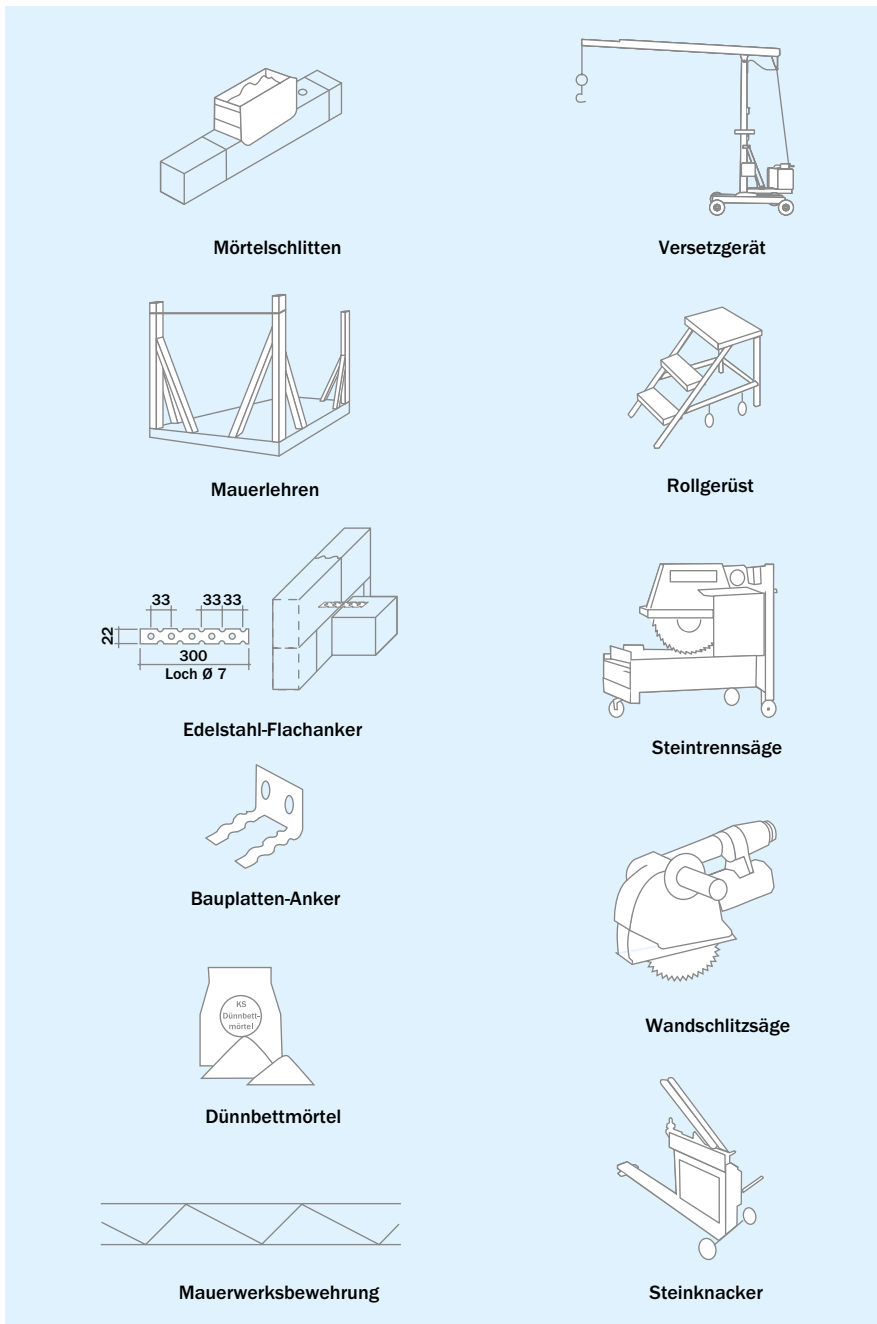 Mörtelschlitten
Versetzgerät
Mauerlehren
Rollgerüst
33 33 33
22
300
Loch Ø 7
Edelstahl-Flachanker
Steintrennsäge
Bauplatten-Anker
Wandschlitzsäge
KS
Dünnbett-
mörtel
Dünnbettmörtel
Mauerwerksbewehrung
Steinknacker